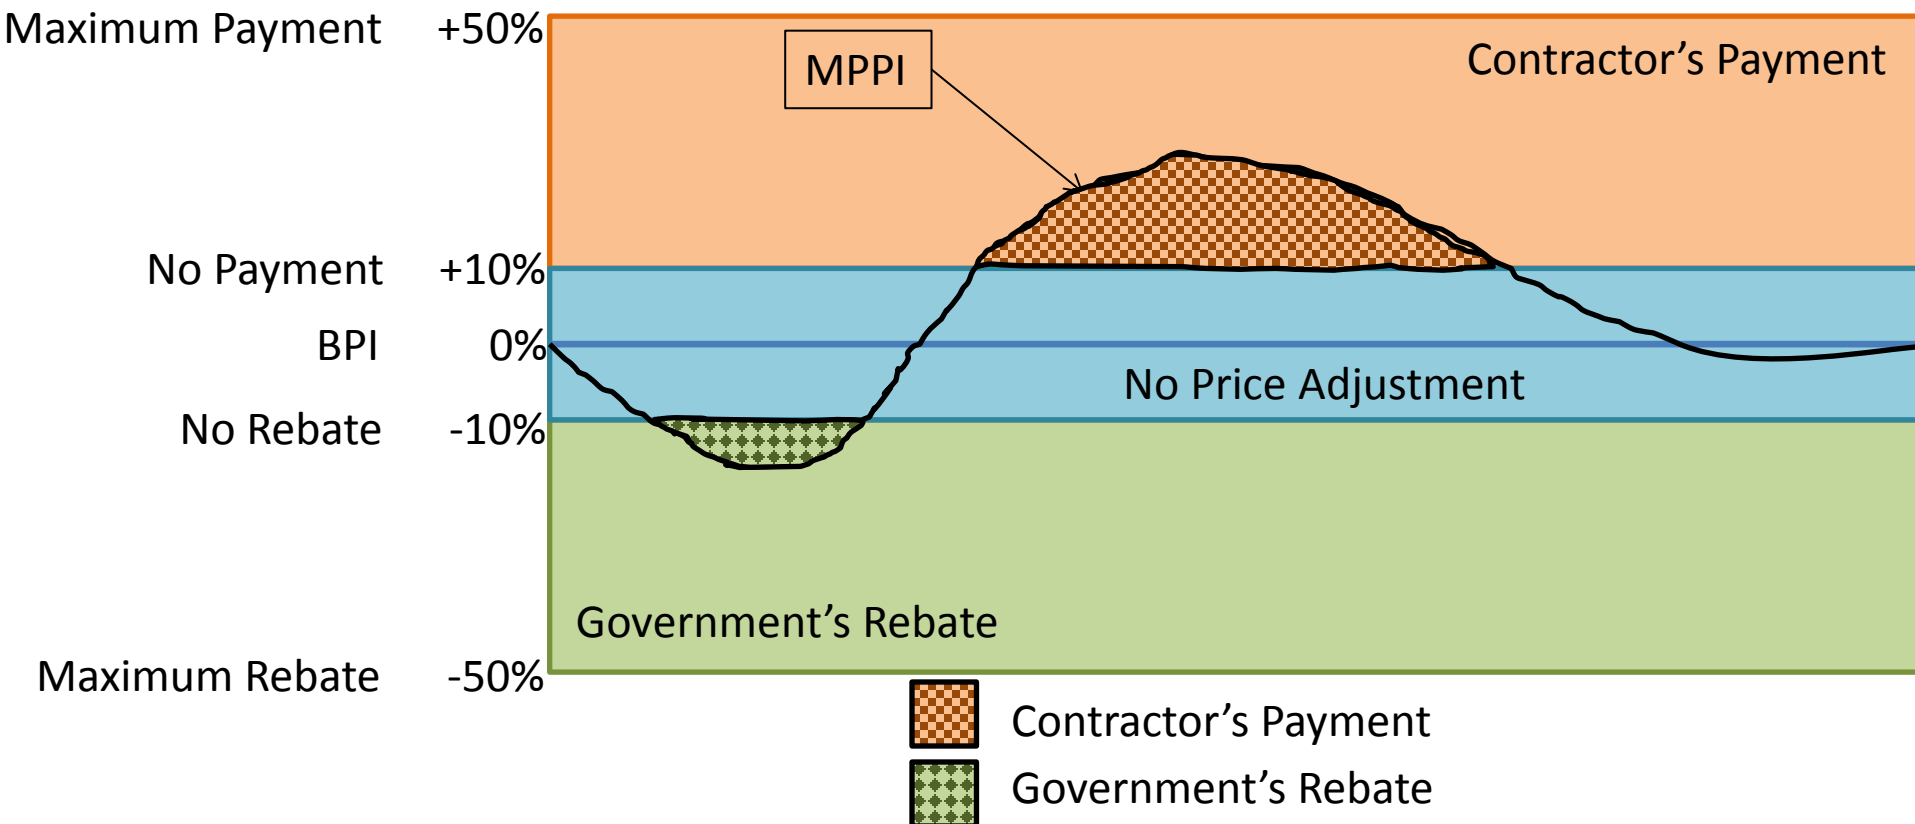 Maximum Payment +50%
Contractor’s Payment
MPPI
No Payment +10%
BPI 0%
No Price Adjustment
No Rebate -10%
Government’s Rebate
Maximum Rebate -50%
Contractor’s Payment
Government’s Rebate